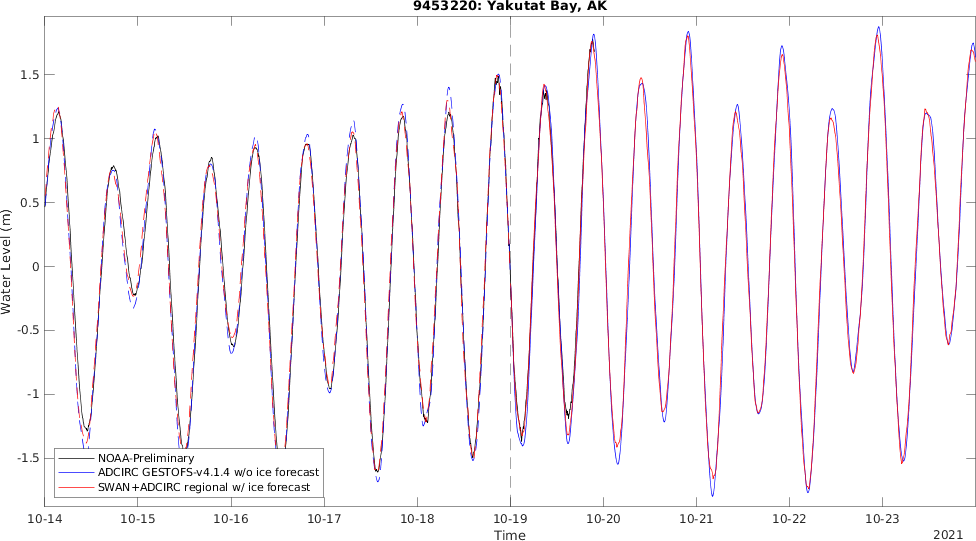 9453220: Yakutat Bay, AK
Water Level (m)
1.5
1
0.5
0
-0.5
-1
-1.5
NOAA-Preliminary
ADCIRC GESTOFS-v4.1.4 w/o ice forecast
SWAN+ADCIRC regional w/ ice forecast
10-14 10-15 10-16 10-17 10-18 10-19 10-20 10-21 10-22 10-23
Time
2021